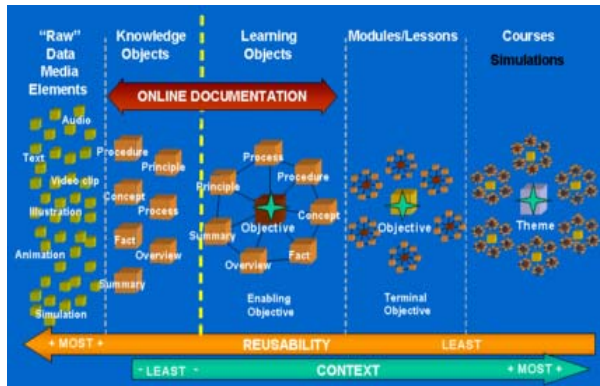 "Raw"
Data
Media
Elements
Knowledge
Objects
Learning
Objects
Modules/Lessons
Courses
Simulations
ONLINE DOCUMENTATION
Audio
Text
Video clip
Illustration
Animation
Simulation
Procedure
Principle
Concept
Process
Fact
Overview
Summary
Process
Procedure
Principle
Concept
Objective
Summary
Fact
Overview
Enabling
Objective
Objective
Terminal
Objective
Theme
+ MOST +
REUSABILITY
LEAST
- LEAST -
CONTEXT
+ MOST +